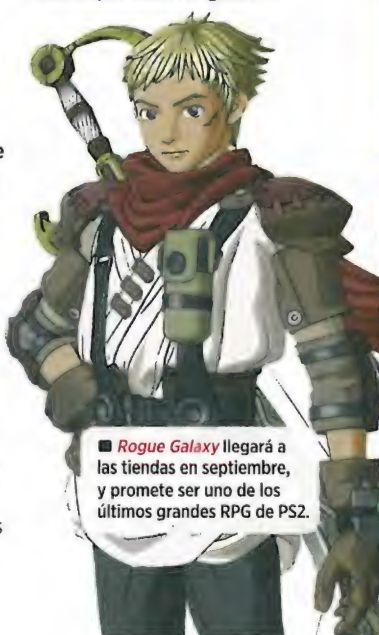 ■ Rogue Galaxy llegará a
las tiendas en septiembre,
y promete ser uno de los
últimos grandes RPG de PS2.